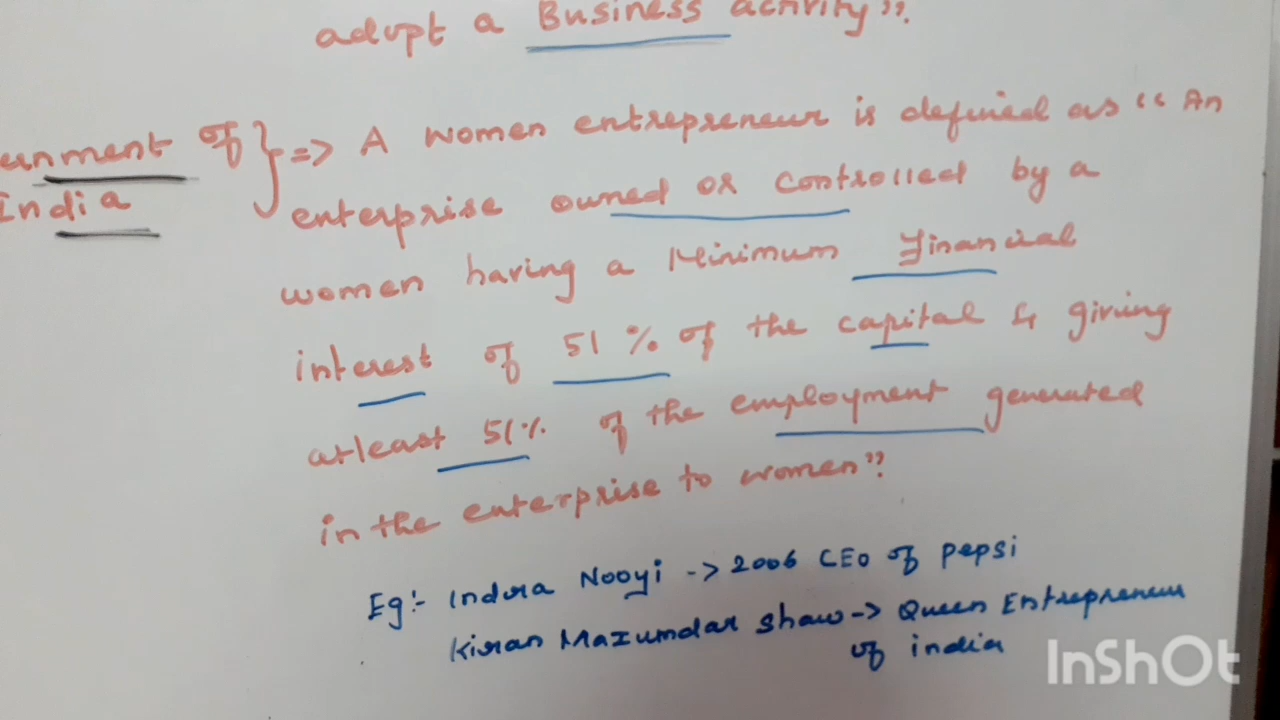 adopt a Business activity".
ernment of } => A women entrepreneur is defined as "An
India
enterprise owned or controlled by a
women having a Minimum Financial
interest of 51 % of the capital & giving
atleast 51% of the employment generated
in the enterprise to women"
Eg:- Indira Nooyi -> 2006 CEO of pepsi
Kiran Mazumdar shaw -> Queen Entrepreneur
of india
InShOt